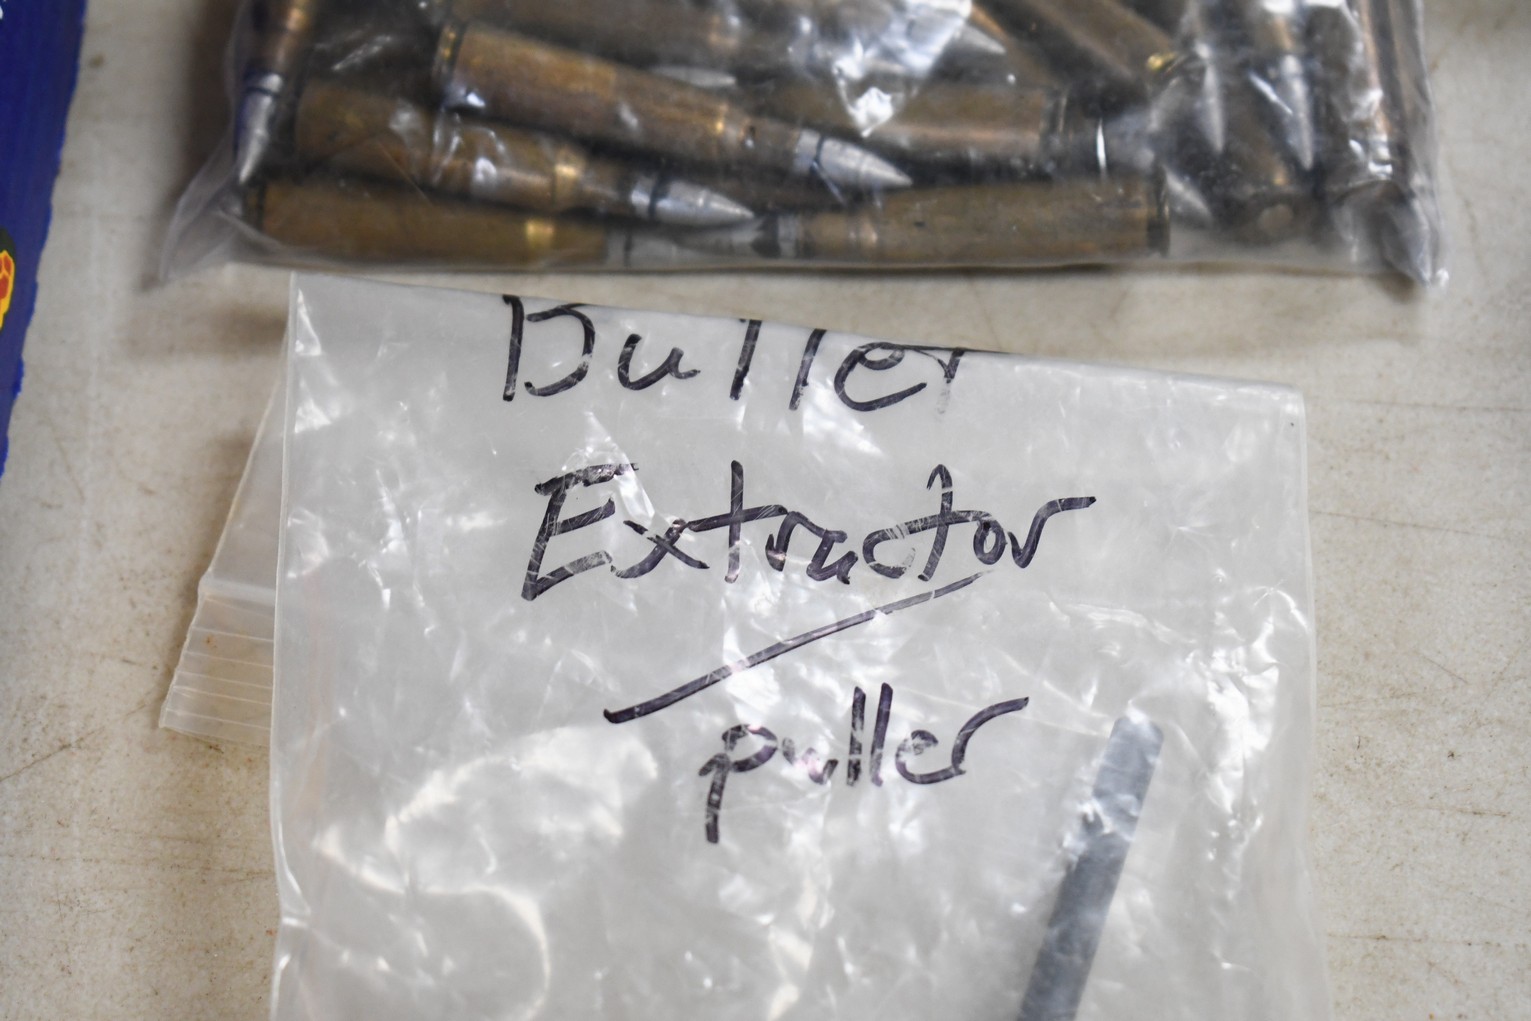 Bullet
Extractor
/
puller